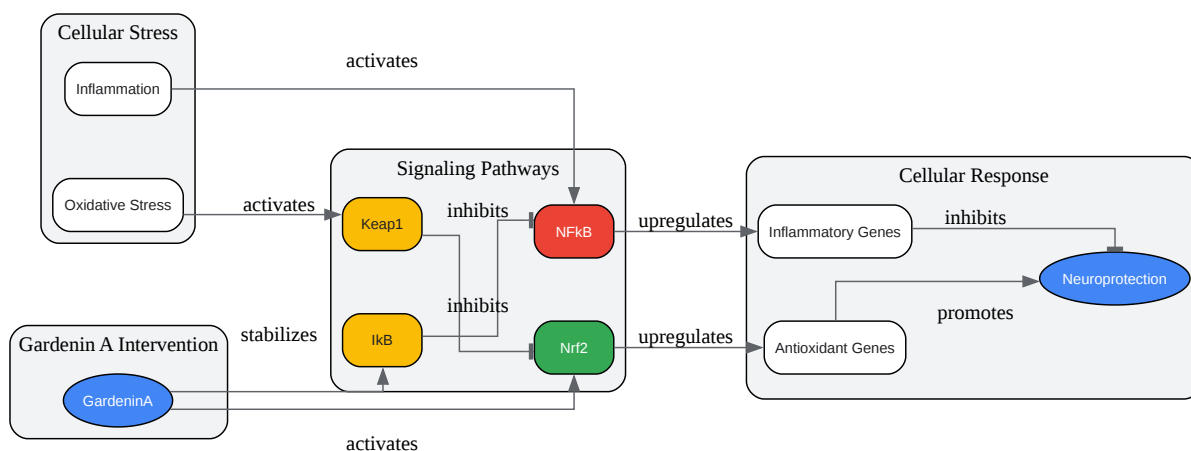 Cellular Stress
Inflammation
Oxidative Stress
activates
activates
Signaling Pathways
Keap1
inhibits
NFkB
inhibits
IkB
Nrf2
stabilizes
Gardenin A Intervention
GardeninA
activates
upregulates
upregulates
Cellular Response
Inflammatory Genes
inhibits
Neuroprotection
promotes
Antioxidant Genes